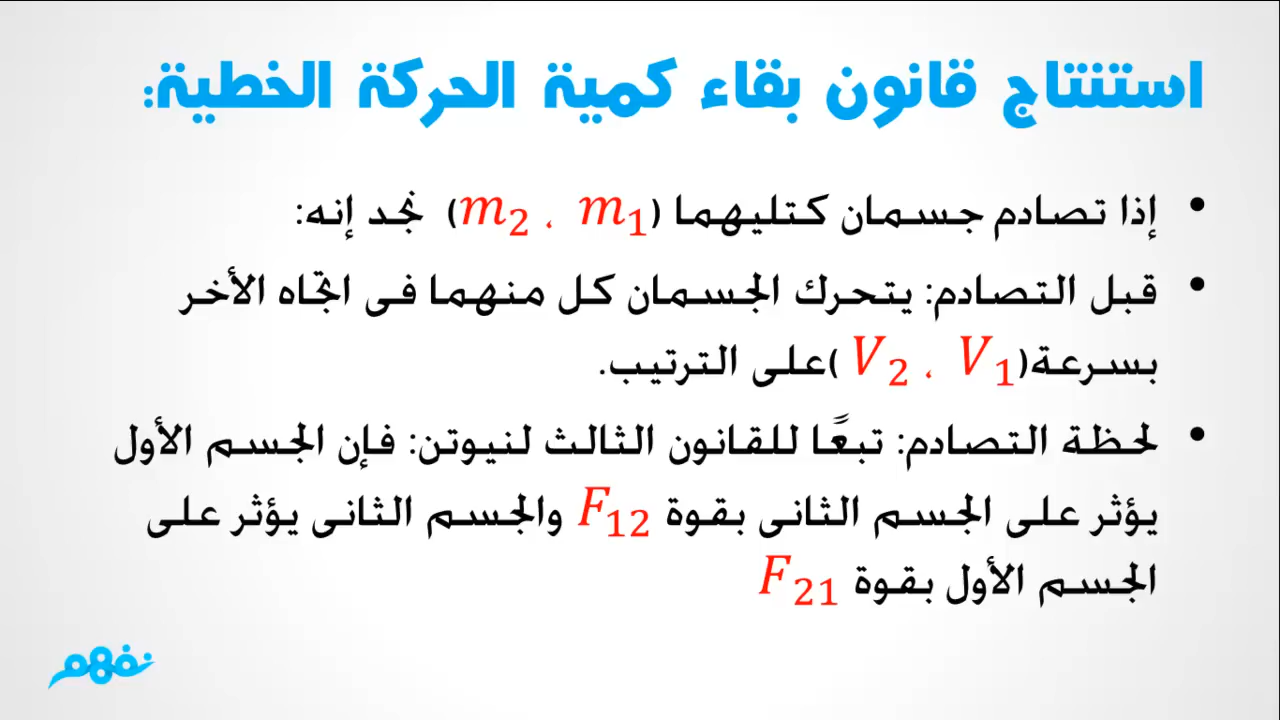 استنتاج قانون بقاء كمية الحركة الخطية:
• إذا تصادم جسمان كتليهما (m1 ، m2) نجد إنه:
• قبل التصادم: يتحرك الجسمان كل منهما فى اتجاه الأخر
بسرعة(V1 ، V2 )على الترتيب.
• لحظة التصادم: تبعًا للقانون الثالث لنيوتن: فإن الجسم الأول
يؤثر على الجسم الثانى بقوة F12 والجسم الثانى يؤثر على
الجسم الأول بقوة F21
نفهم